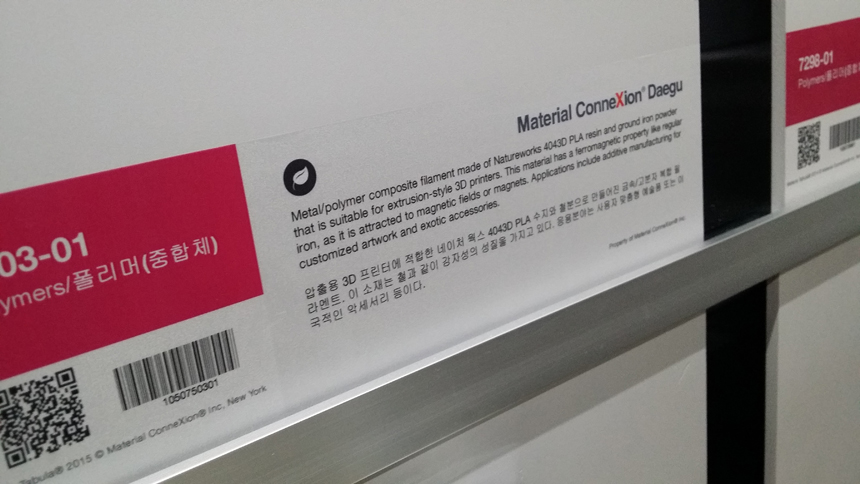 03-01
ymers/폴리머(중합체)
1050750301
Tabula® 2015 © Material ConneXion® Inc, New York
Material ConneXion® Daegu
Metal/polymer composite filament made of Natureworks 4043D PLA resin and ground iron powder
that is suitable for extrusion-style 3D printers. This material has a ferromagnetic property like regular
iron, as it is attracted to magnetic fields or magnets. Applications include additive manufacturing for
customized artwork and exotic accessories.
압출용 3D 프린터에 적합한 네이처 웍스 4043D PLA 수지와 철분으로 만들어진 금속/고분자 복합 필
라멘트. 이 소재는 철과 같이 강자성의 성질을 가지고 있다. 응용분야는 사용자 맞춤형 예술품 또는 이
국적인 악세서리 등이다.
Property of Material ConneXion® Inc
7298-01
Polymers/폴리머(중합